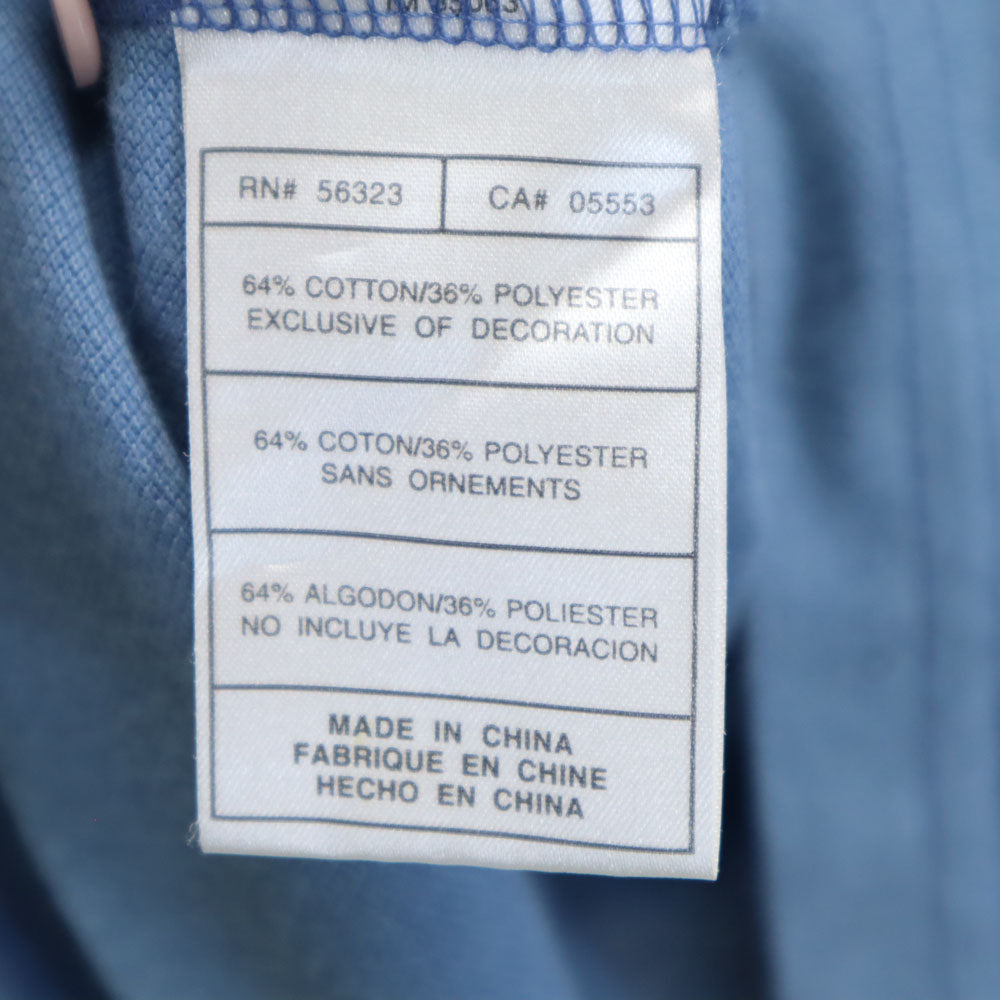 RN# 56323 CA# 05553
64% COTTON/36% POLYESTER
EXCLUSIVE OF DECORATION
64% COTON/36% POLYESTER
SANS ORNEMENTS
64% ALGODON/36% POLIESTER
NO INCLUYE LA DECORACION
MADE IN CHINA
FABRIQUE EN CHINE
HECHO EN CHINA